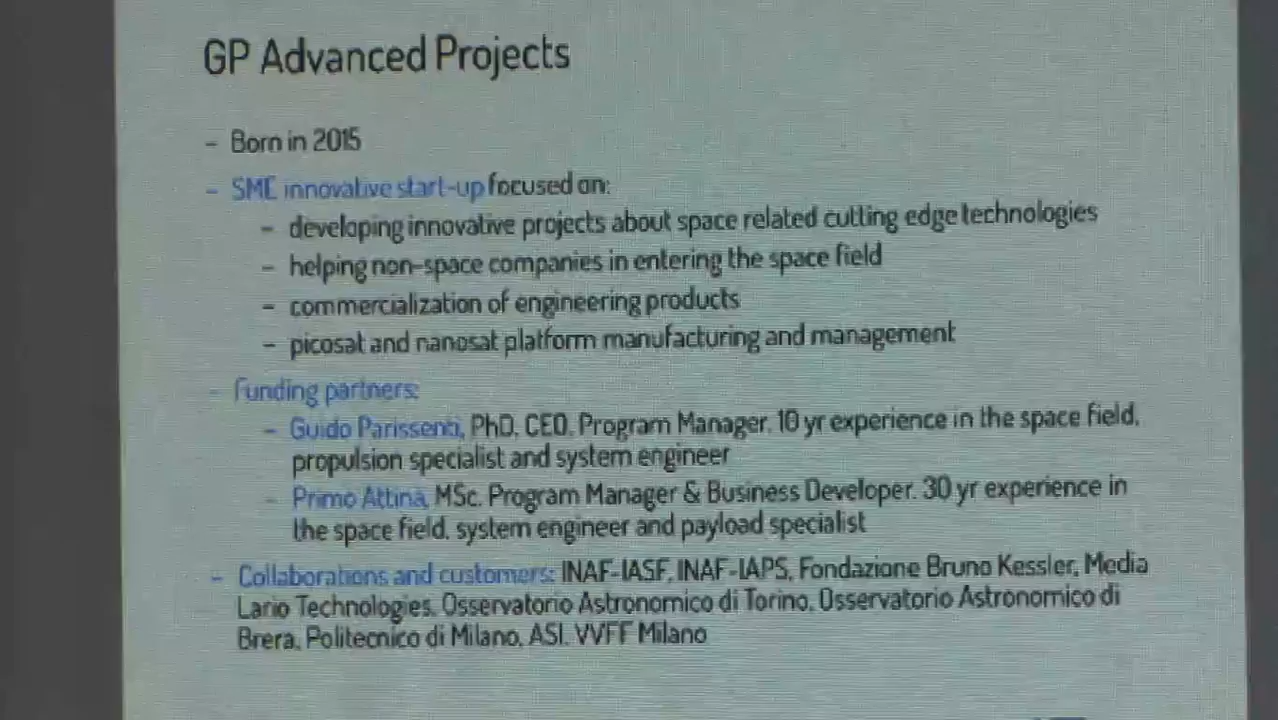 GP Advanced Projects
- Born in 2015
- SME innovative start-up focused on:
- developing innovative projects about space related cutting edge technologies
- helping non-space companies in entering the space field
- commercialization of engineering products
- picosat and nanosat platform manufacturing and management
- Funding partners:
- Guido Parissenti, PhD, CEO, Program Manager, 10 yr experience in the space field,
propulsion specialist and system engineer
- Primo Attinà, MSc, Program Manager & Business Developer. 30 yr experience in
the space field, system engineer and payload specialist
- Collaborations and customers: INAF-IASF, INAF-IAPS, Fondazione Bruno Kessler, Media
Lario Technologies, Osservatorio Astronomico di Torino, Osservatorio Astronomico di
Brera, Politecnico di Milano, ASI, VVFF Milano